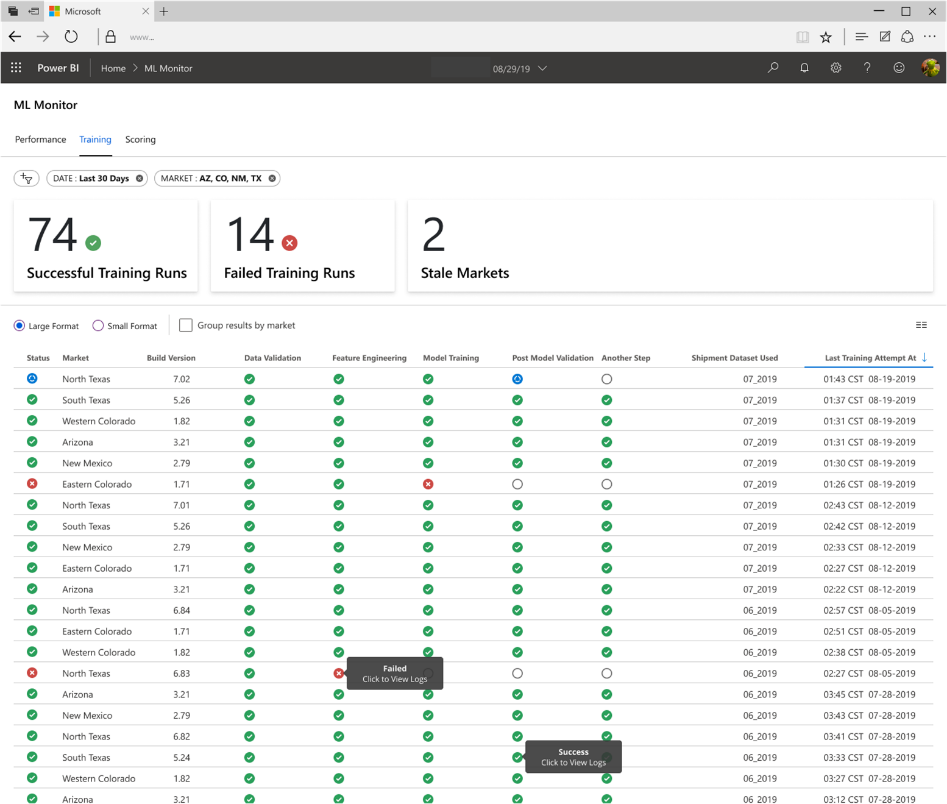 Microsoft
www...
Power BI Home > ML Monitor 08/29/19
ML Monitor
Performance Training Scoring
DATE : Last 30 Days MARKET : AZ, CO, NM, TX
74 14 2
Successful Training Runs Failed Training Runs Stale Markets
Large Format Small Format Group results by market
Status Market Build Version Data Validation Feature Engineering Model Training Post Model Validation Another Step Shipment Dataset Used Last Training Attempt At
North Texas 7.02 07_2019 01:43 CST 08-19-2019
South Texas 5.26 07_2019 01:37 CST 08-19-2019
Western Colorado 1.82 07_2019 01:31 CST 08-19-2019
Arizona 3.21 07_2019 01:31 CST 08-19-2019
New Mexico 2.79 07_2019 01:30 CST 08-19-2019
Eastern Colorado 1.71 07_2019 01:26 CST 08-19-2019
North Texas 7.01 07_2019 02:43 CST 08-12-2019
South Texas 5.26 07_2019 02:42 CST 08-12-2019
New Mexico 2.79 07_2019 02:33 CST 08-12-2019
Eastern Colorado 1.71 07_2019 02:27 CST 08-12-2019
Arizona 3.21 07_2019 02:22 CST 08-12-2019
North Texas 6.84 06_2019 02:57 CST 08-05-2019
Eastern Colorado 1.71 06_2019 02:51 CST 08-05-2019
Western Colorado 1.82 06_2019 02:38 CST 08-05-2019
North Texas 6.83 06_2019 02:27 CST 08-05-2019
Failed
Click to View Logs
Arizona 3.21 06_2019 03:45 CST 07-28-2019
New Mexico 2.79 06_2019 03:43 CST 07-28-2019
North Texas 6.82 06_2019 03:41 CST 07-28-2019
South Texas 5.24 06_2019 03:33 CST 07-28-2019
Success
Click to View Logs
Western Colorado 1.82 06_2019 03:27 CST 07-28-2019
Arizona 3.21 06_2019 03:12 CST 07-28-2019